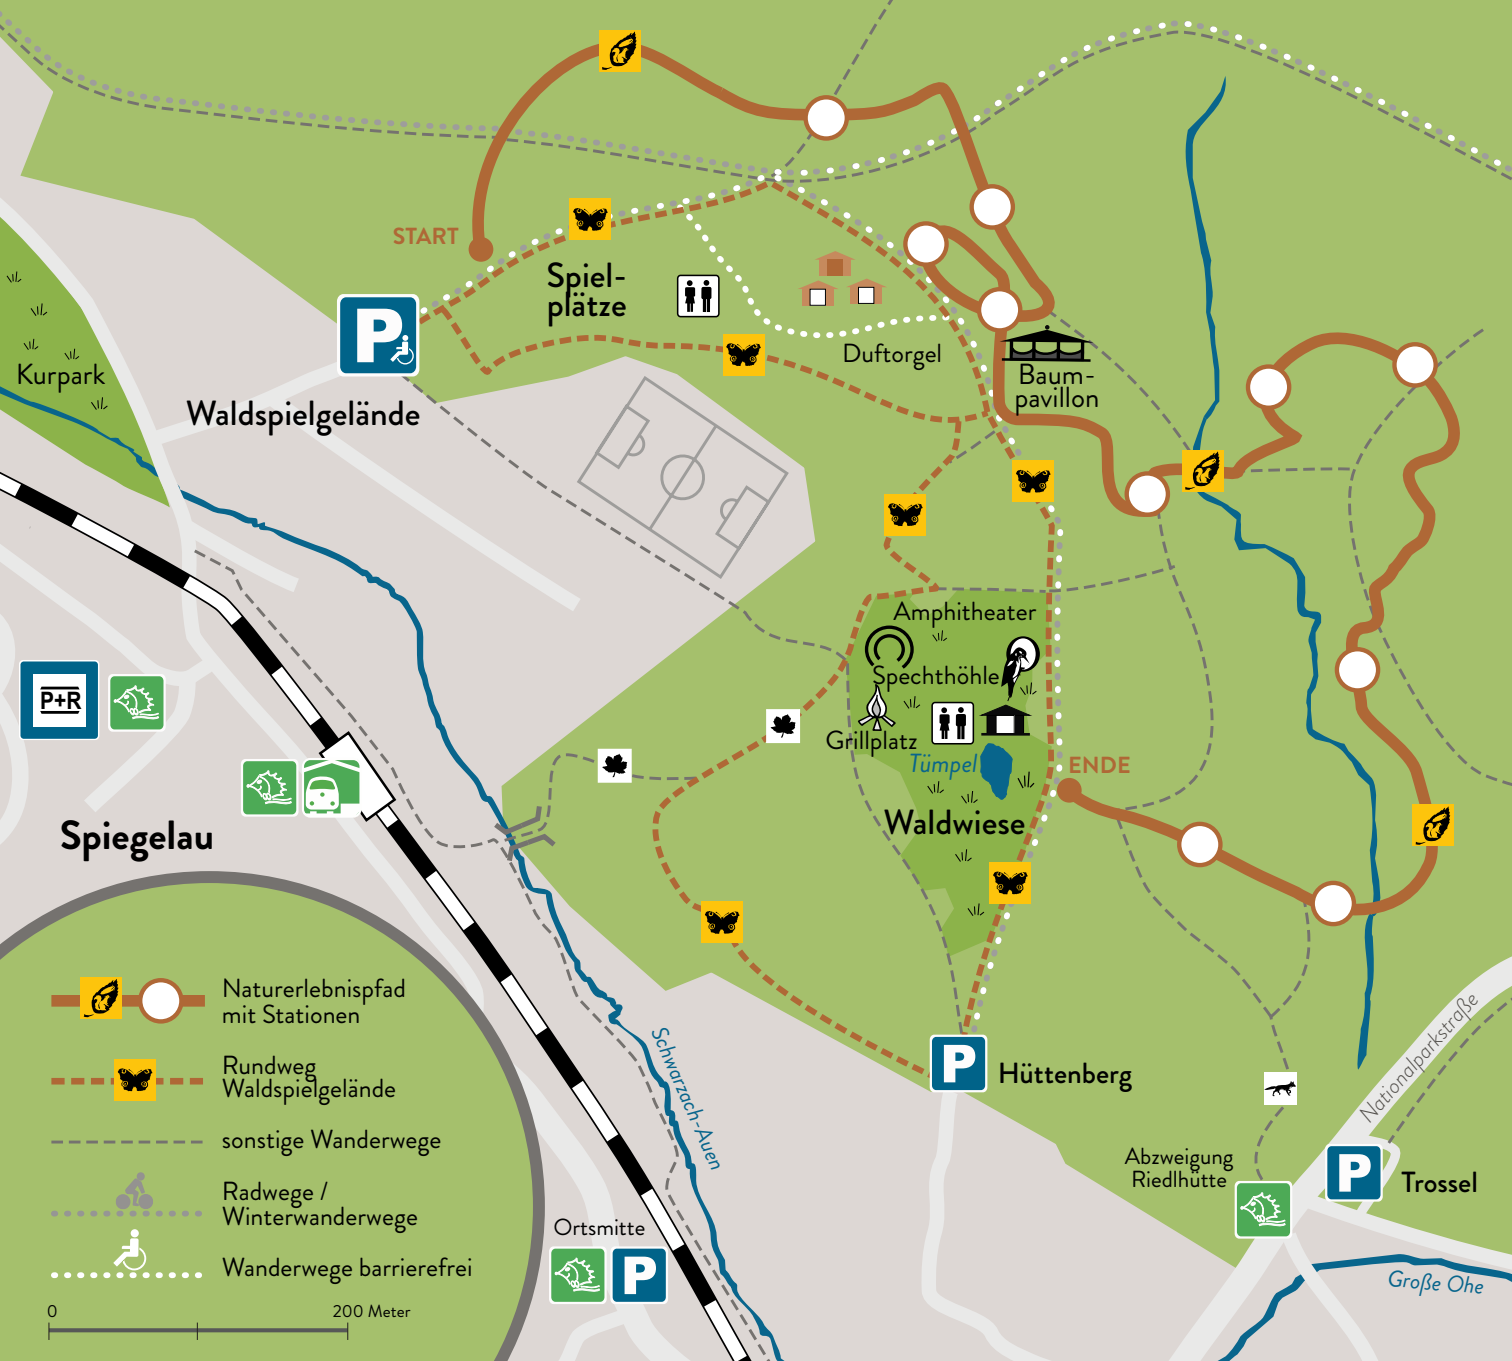 START
Spiel-
plätze
Kurpark
P
Waldspielgelände
Duftorgel
Baum-
pavillon
Amphitheater
Spechthöhle
Grillplatz
Tümpel
ENDE
Waldwiese
P+R
Spiegelau
Schwarzach-Auen
P
Hüttenberg
Nationalparkstraße
Abzweigung
Riedlhütte
P
Trossel
Große Ohe
Ortsmitte
P
Naturerlebnispfad
mit Stationen
Rundweg
Waldspielgelände
sonstige Wanderwege
Radwege /
Winterwanderwege
Wanderwege barrierefrei
0 200 Meter